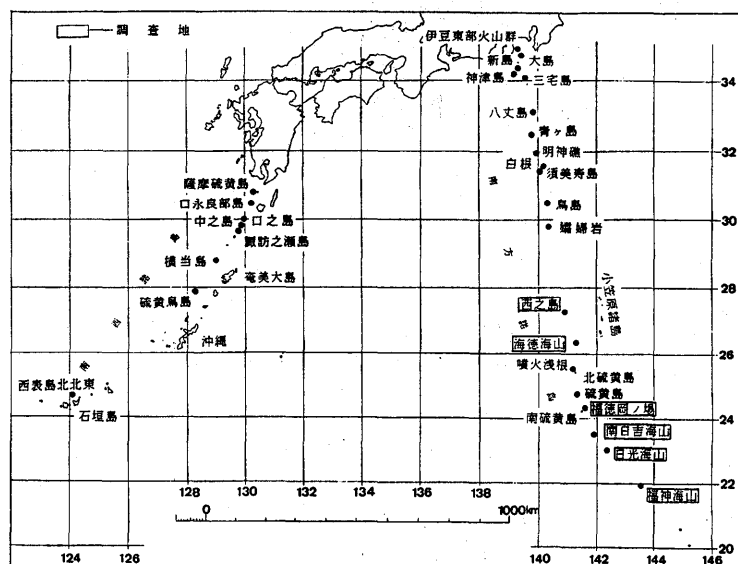 調査地
伊豆東部火山群
新島
大島
神津島
三宅島
34
八丈島
青ヶ島
32
明神礁
白根
須美寿島
南
薩摩硫黄島
口永良部島
鳥島
30
中之島
口之島
諏訪之瀬島
孀婦岩
方
横当島
奄美大島
28
硫黄鳥島
西之島
小笠原諸島
諸
沖縄
海徳海山
26
噴火浅根
北硫黄島
島
西表島北北東
硫黄島
石垣島
南硫黄島
福徳岡ノ場
24
南日吉海山
日光海山
128
130
132
134
136
138
22
福神海山
0
1000km
124
126
140
142
144
146
20